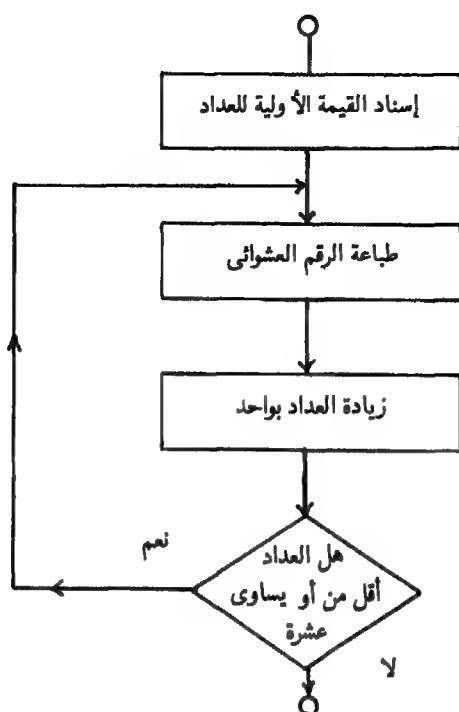 إسناد القيمة الأولية للعداد
طباعة الرقم العشوائى
زيادة العداد بواحد
نعم
هل العداد
أقل من أو يساوى
عشرة
لا